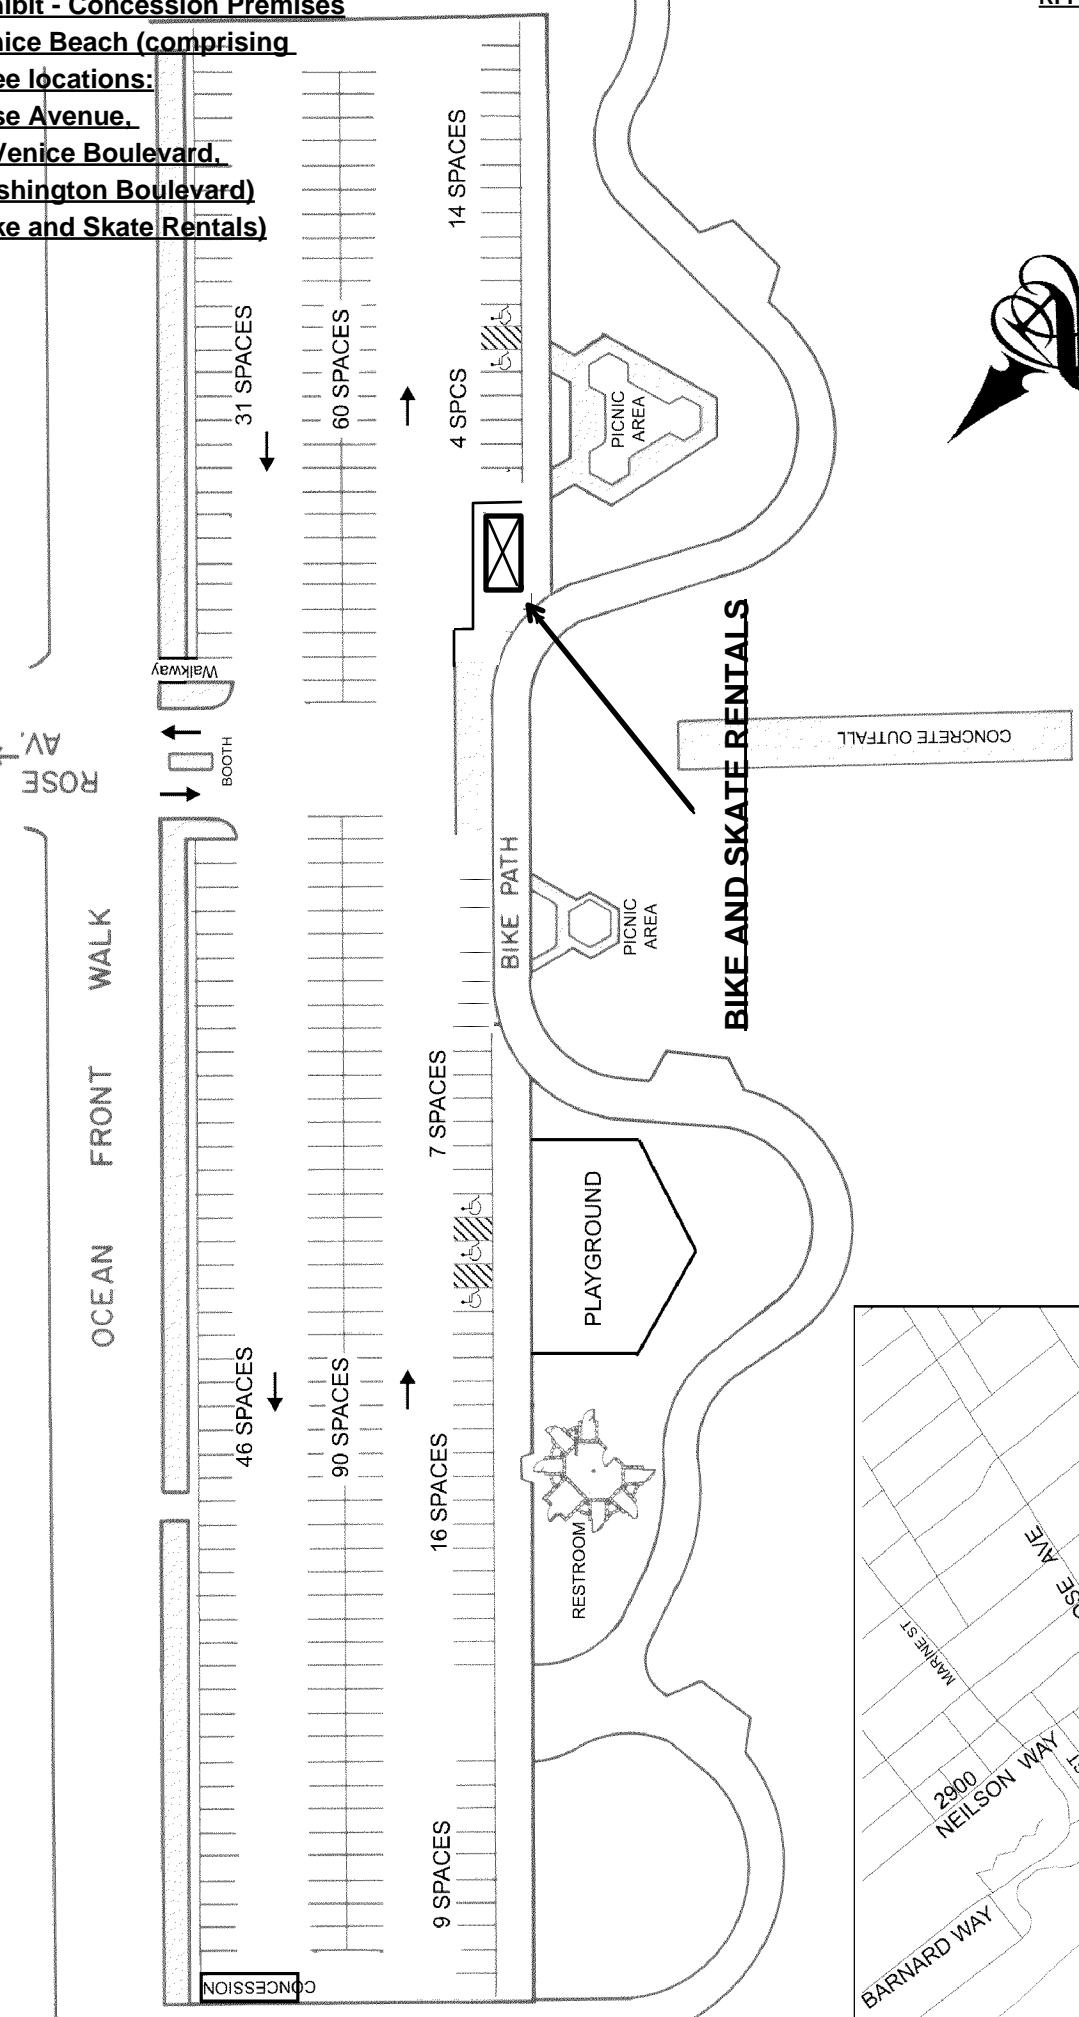 hibit - Concession Premises
nice Beach (comprising
ee locations:
se Avenue,
Venice Boulevard,
shington Boulevard)
ke and Skate Rentals)
14 SPACES
31 SPACES
60 SPACES
4 SPCS
PICNIC
AREA
Walkway
ROSE
AV.
BOOTH
BIKE AND SKATE RENTALS
CONCRETE OUTFALL
BIKE PATH
PICNIC
AREA
OCEAN FRONT WALK
7 SPACES
PLAYGROUND
46 SPACES
90 SPACES
16 SPACES
RESTROOM
9 SPACES
CONCESSION
AVE
OSE
MARINE ST
2900
NEILSON WAY
ST
BARNARD WAY